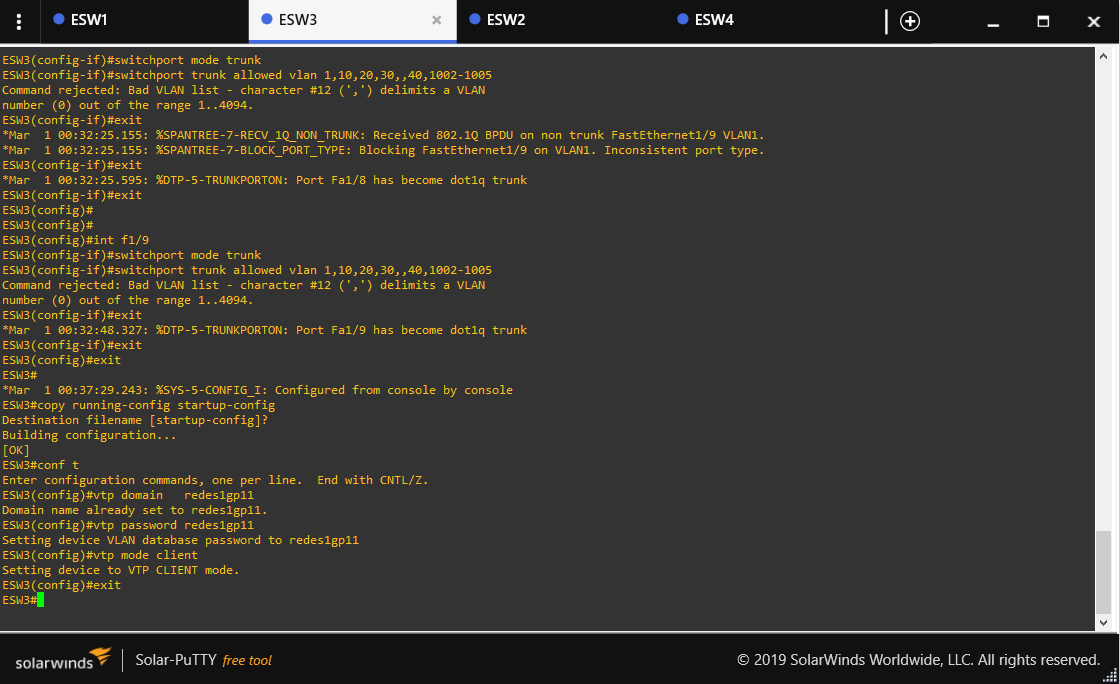 ESW1
ESW3
ESW2
ESW4
ESW3(config-if)#switchport mode trunk
ESW3(config-if)#switchport trunk allowed vlan 1,10,20,30,,40,1002-1005
Command rejected: Bad VLAN list - character #12 (',') delimits a VLAN
number (0) out of the range 1..4094.
ESW3(config-if)#exit
*Mar  1 00:32:25.155: %SPANTREE-7-RECV_1Q_NON_TRUNK: Received 802.1Q BPDU on non trunk FastEthernet1/9 VLAN1.
*Mar  1 00:32:25.155: %SPANTREE-7-BLOCK_PORT_TYPE: Blocking FastEthernet1/9 on VLAN1. Inconsistent port type.
ESW3(config-if)#exit
*Mar  1 00:32:25.595: %DTP-5-TRUNKPORTON: Port Fa1/8 has become dot1q trunk
ESW3(config-if)#exit
ESW3(config)#
ESW3(config)#
ESW3(config)#int f1/9
ESW3(config-if)#switchport mode trunk
ESW3(config-if)#switchport trunk allowed vlan 1,10,20,30,,40,1002-1005
Command rejected: Bad VLAN list - character #12 (',') delimits a VLAN
number (0) out of the range 1..4094.
ESW3(config-if)#exit
*Mar  1 00:32:48.327: %DTP-5-TRUNKPORTON: Port Fa1/9 has become dot1q trunk
ESW3(config-if)#exit
ESW3(config)#exit
ESW3#
*Mar  1 00:37:29.243: %SYS-5-CONFIG_I: Configured from console by console
ESW3#copy running-config startup-config
Destination filename [startup-config]?
Building configuration...
[OK]
ESW3#conf t
Enter configuration commands, one per line.  End with CNTL/Z.
ESW3(config)#vtp domain   redes1gp11
Domain name already set to redes1gp11.
ESW3(config)#vtp password redes1gp11
Setting device VLAN database password to redes1gp11
ESW3(config)#vtp mode client
Setting device to VTP CLIENT mode.
ESW3(config)#exit
ESW3#
solarwinds
Solar-PuTTY free tool
© 2019 SolarWinds Worldwide, LLC. All rights reserved.